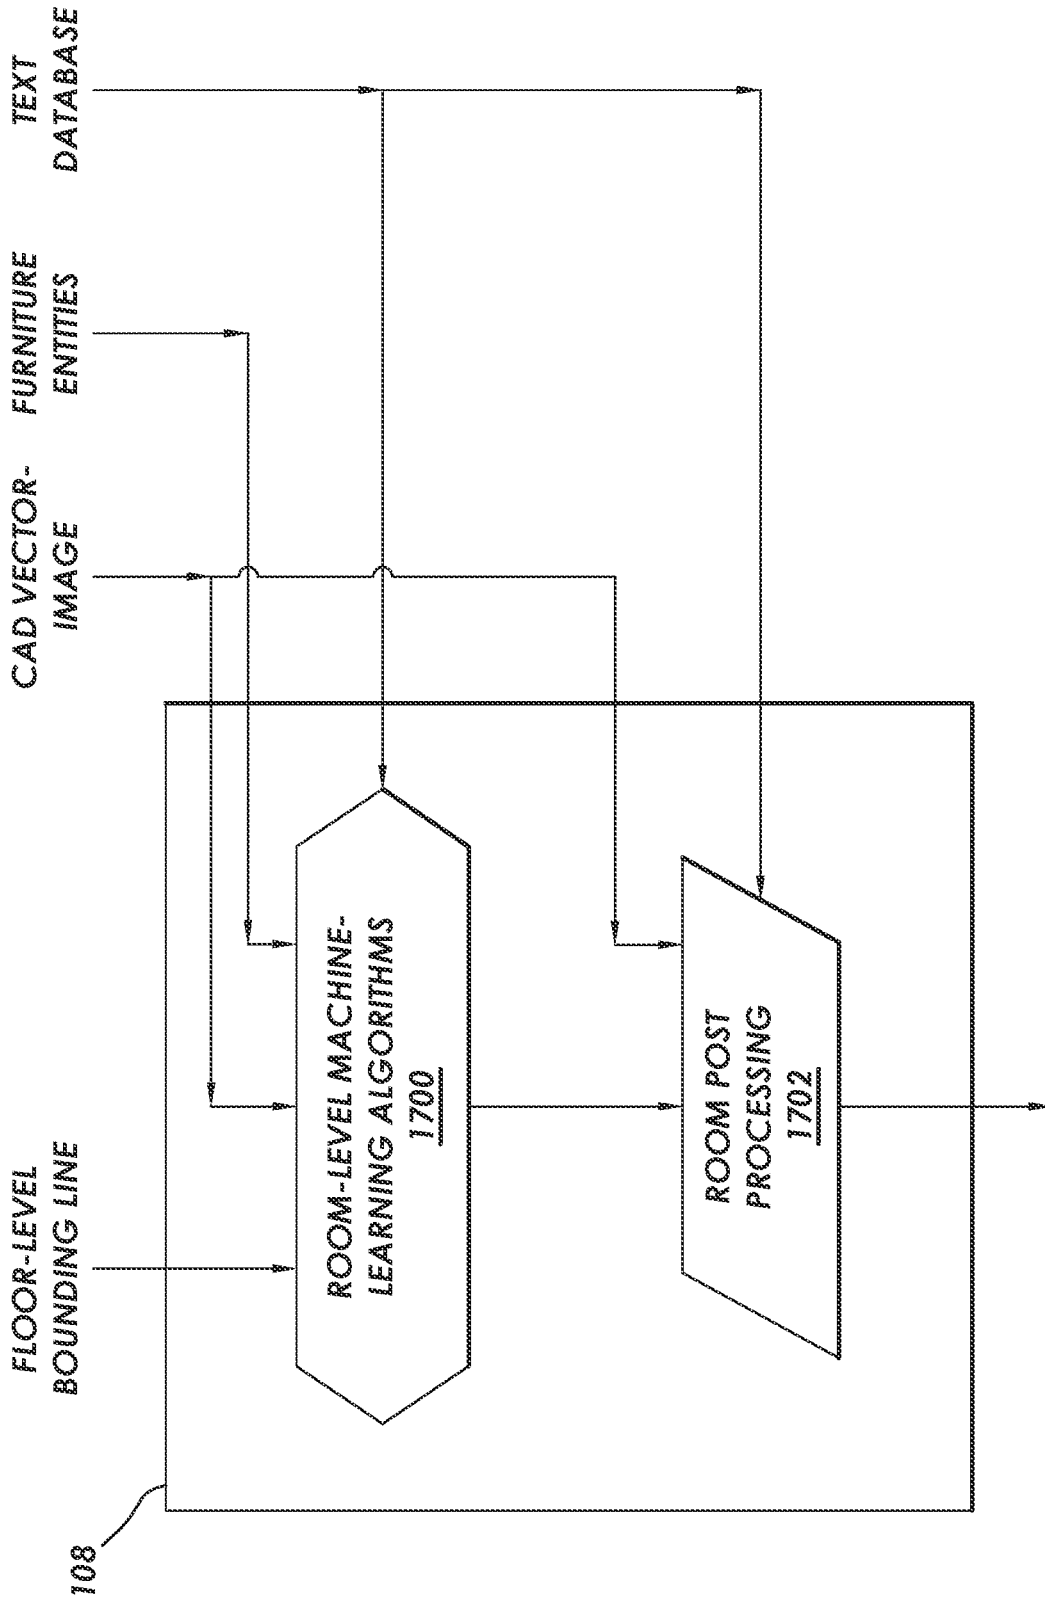 108
FLOOR-LEVEL
BOUNDING LINE
CAD VECTOR-
IMAGE
FURNITURE
ENTITIES
TEXT
DATABASE
ROOM-LEVEL MACHINE-
LEARNING ALGORITHMS
1700
ROOM POST
PROCESSING
1702